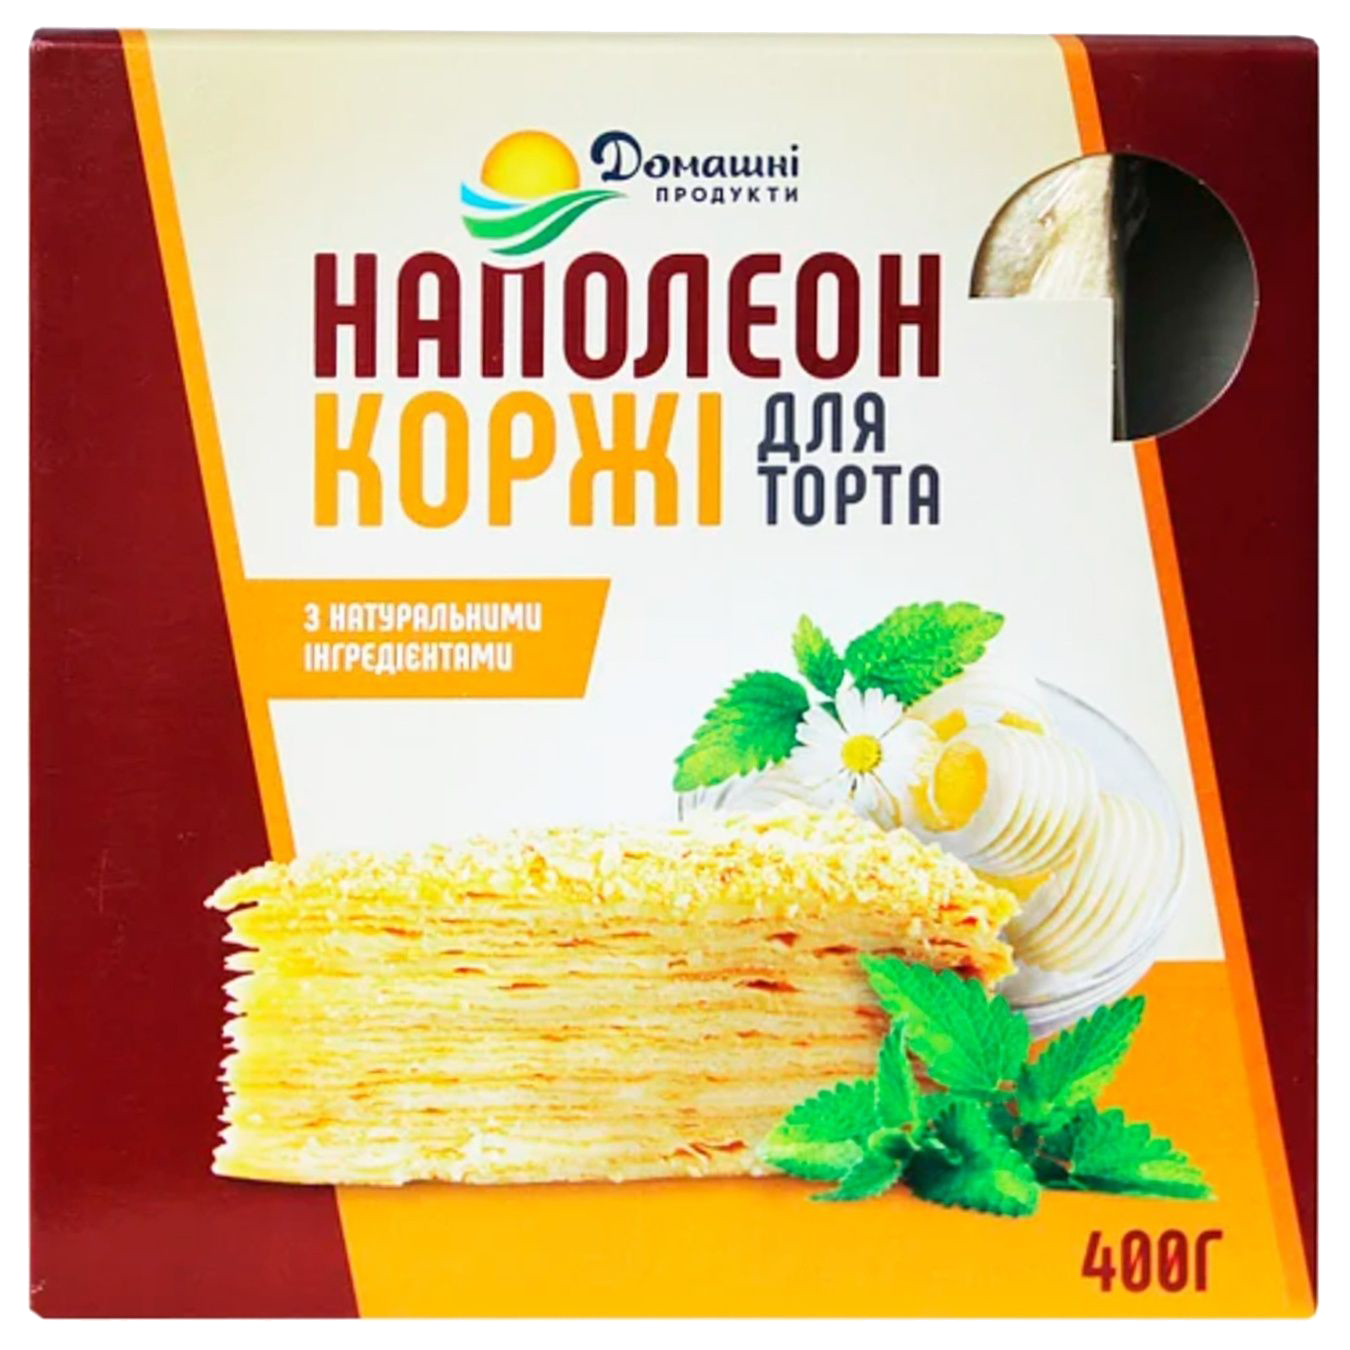 Домашні
ПРОДУКТИ
НАПОЛЕОН
КОРЖІ
ДЛЯ
ТОРТА
З НАТУРАЛЬНИМИ
ІНГРЕДІЄНТАМИ
400Г